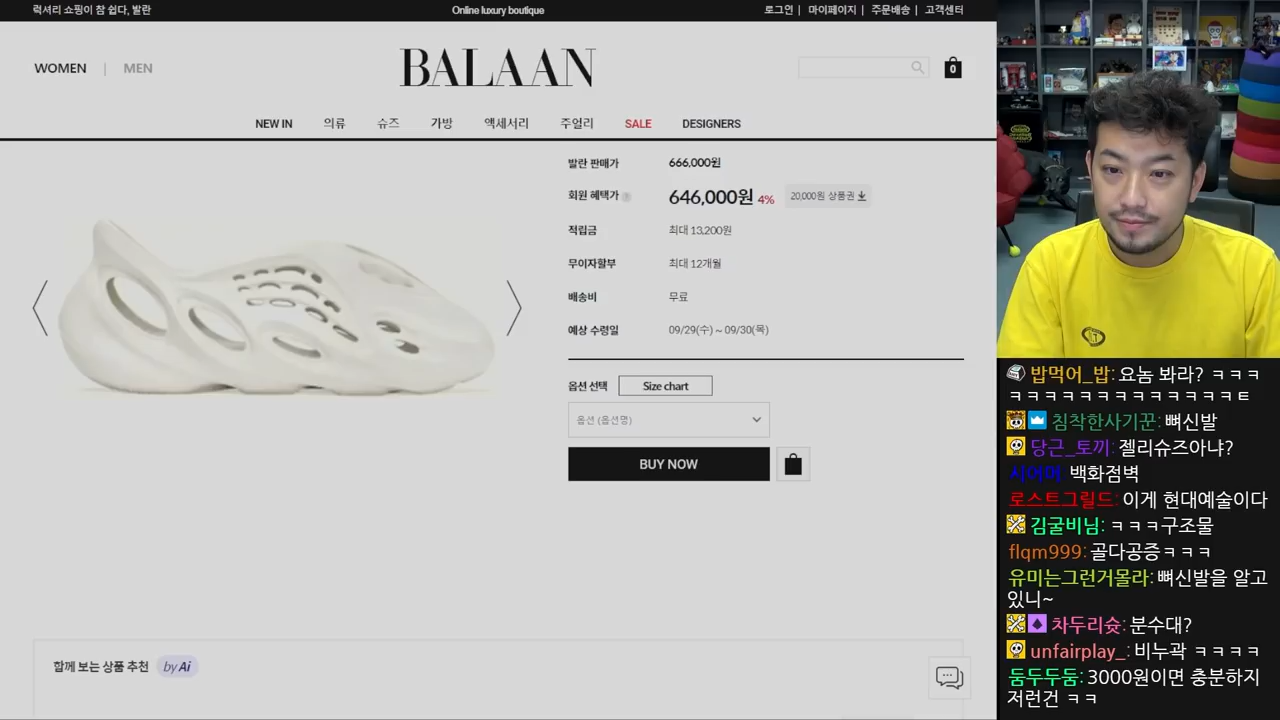 럭셔리 쇼핑이 참 쉽다, 발란
Online luxury boutique
로그인 | 마이페이지 | 주문배송 | 고객센터
WOMEN | MEN
BALAAN
0
NEW IN 의류 슈즈 가방 액세서리 주얼리 SALE DESIGNERS
발란 판매가 666,000원
회원 혜택가 ? 646,000원 4% 20,000원 상품권
적립금 최대 13,200원
무이자할부 최대 12개월
배송비 무료
예상 수령일 09/29(수) ~ 09/30(목)
옵션 선택 Size chart
옵션 (옵션명)
BUY NOW
함께 보는 상품 추천 by Ai
밥먹어_밥: 요놈 봐라? ㅋㅋㅋ
ㅋㅋㅋㅋㅋㅋㅋㅋㅋㅋㅋㅋㅋㅌ
침착한사기꾼: 뼈신발
당근_토끼: 젤리슈즈아냐?
시어머: 백화점벽
로스트그릴드: 이게 현대예술이다
김굴비님: ㅋㅋㅋ구조물
flqm999: 골다공증ㅋㅋㅋ
유미는그런거몰라: 뼈신발을 알고
있니~
차두리슛: 분수대?
unfairplay_: 비누곽 ㅋㅋㅋㅋ
둠두두둠: 3000원이면 충분하지
저런건 ㅋㅋ